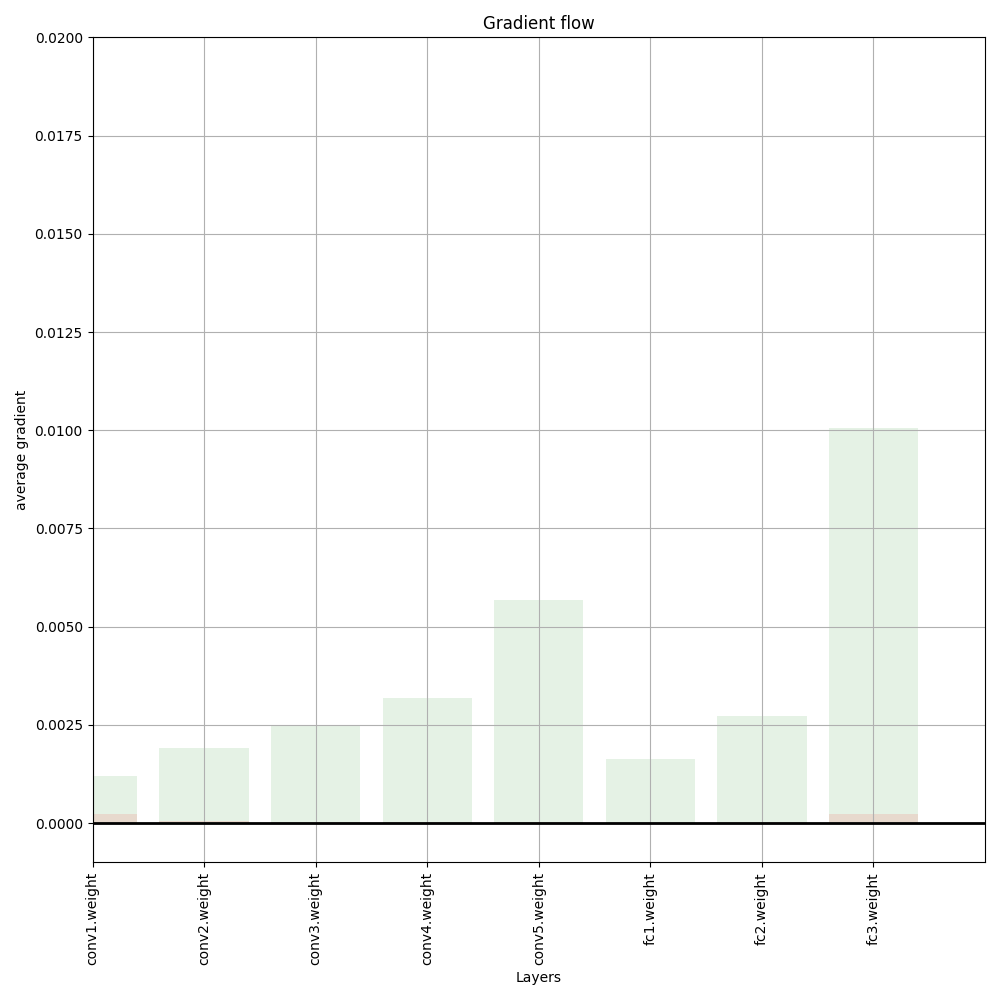 Gradient flow
0.0200
0.0175
0.0150
0.0125
0.0100
0.0075
0.0050
0.0025
0.0000
average gradient
conv1.weight
conv2.weight
conv3.weight
conv4.weight
conv5.weight
fc1.weight
fc2.weight
fc3.weight
Layers